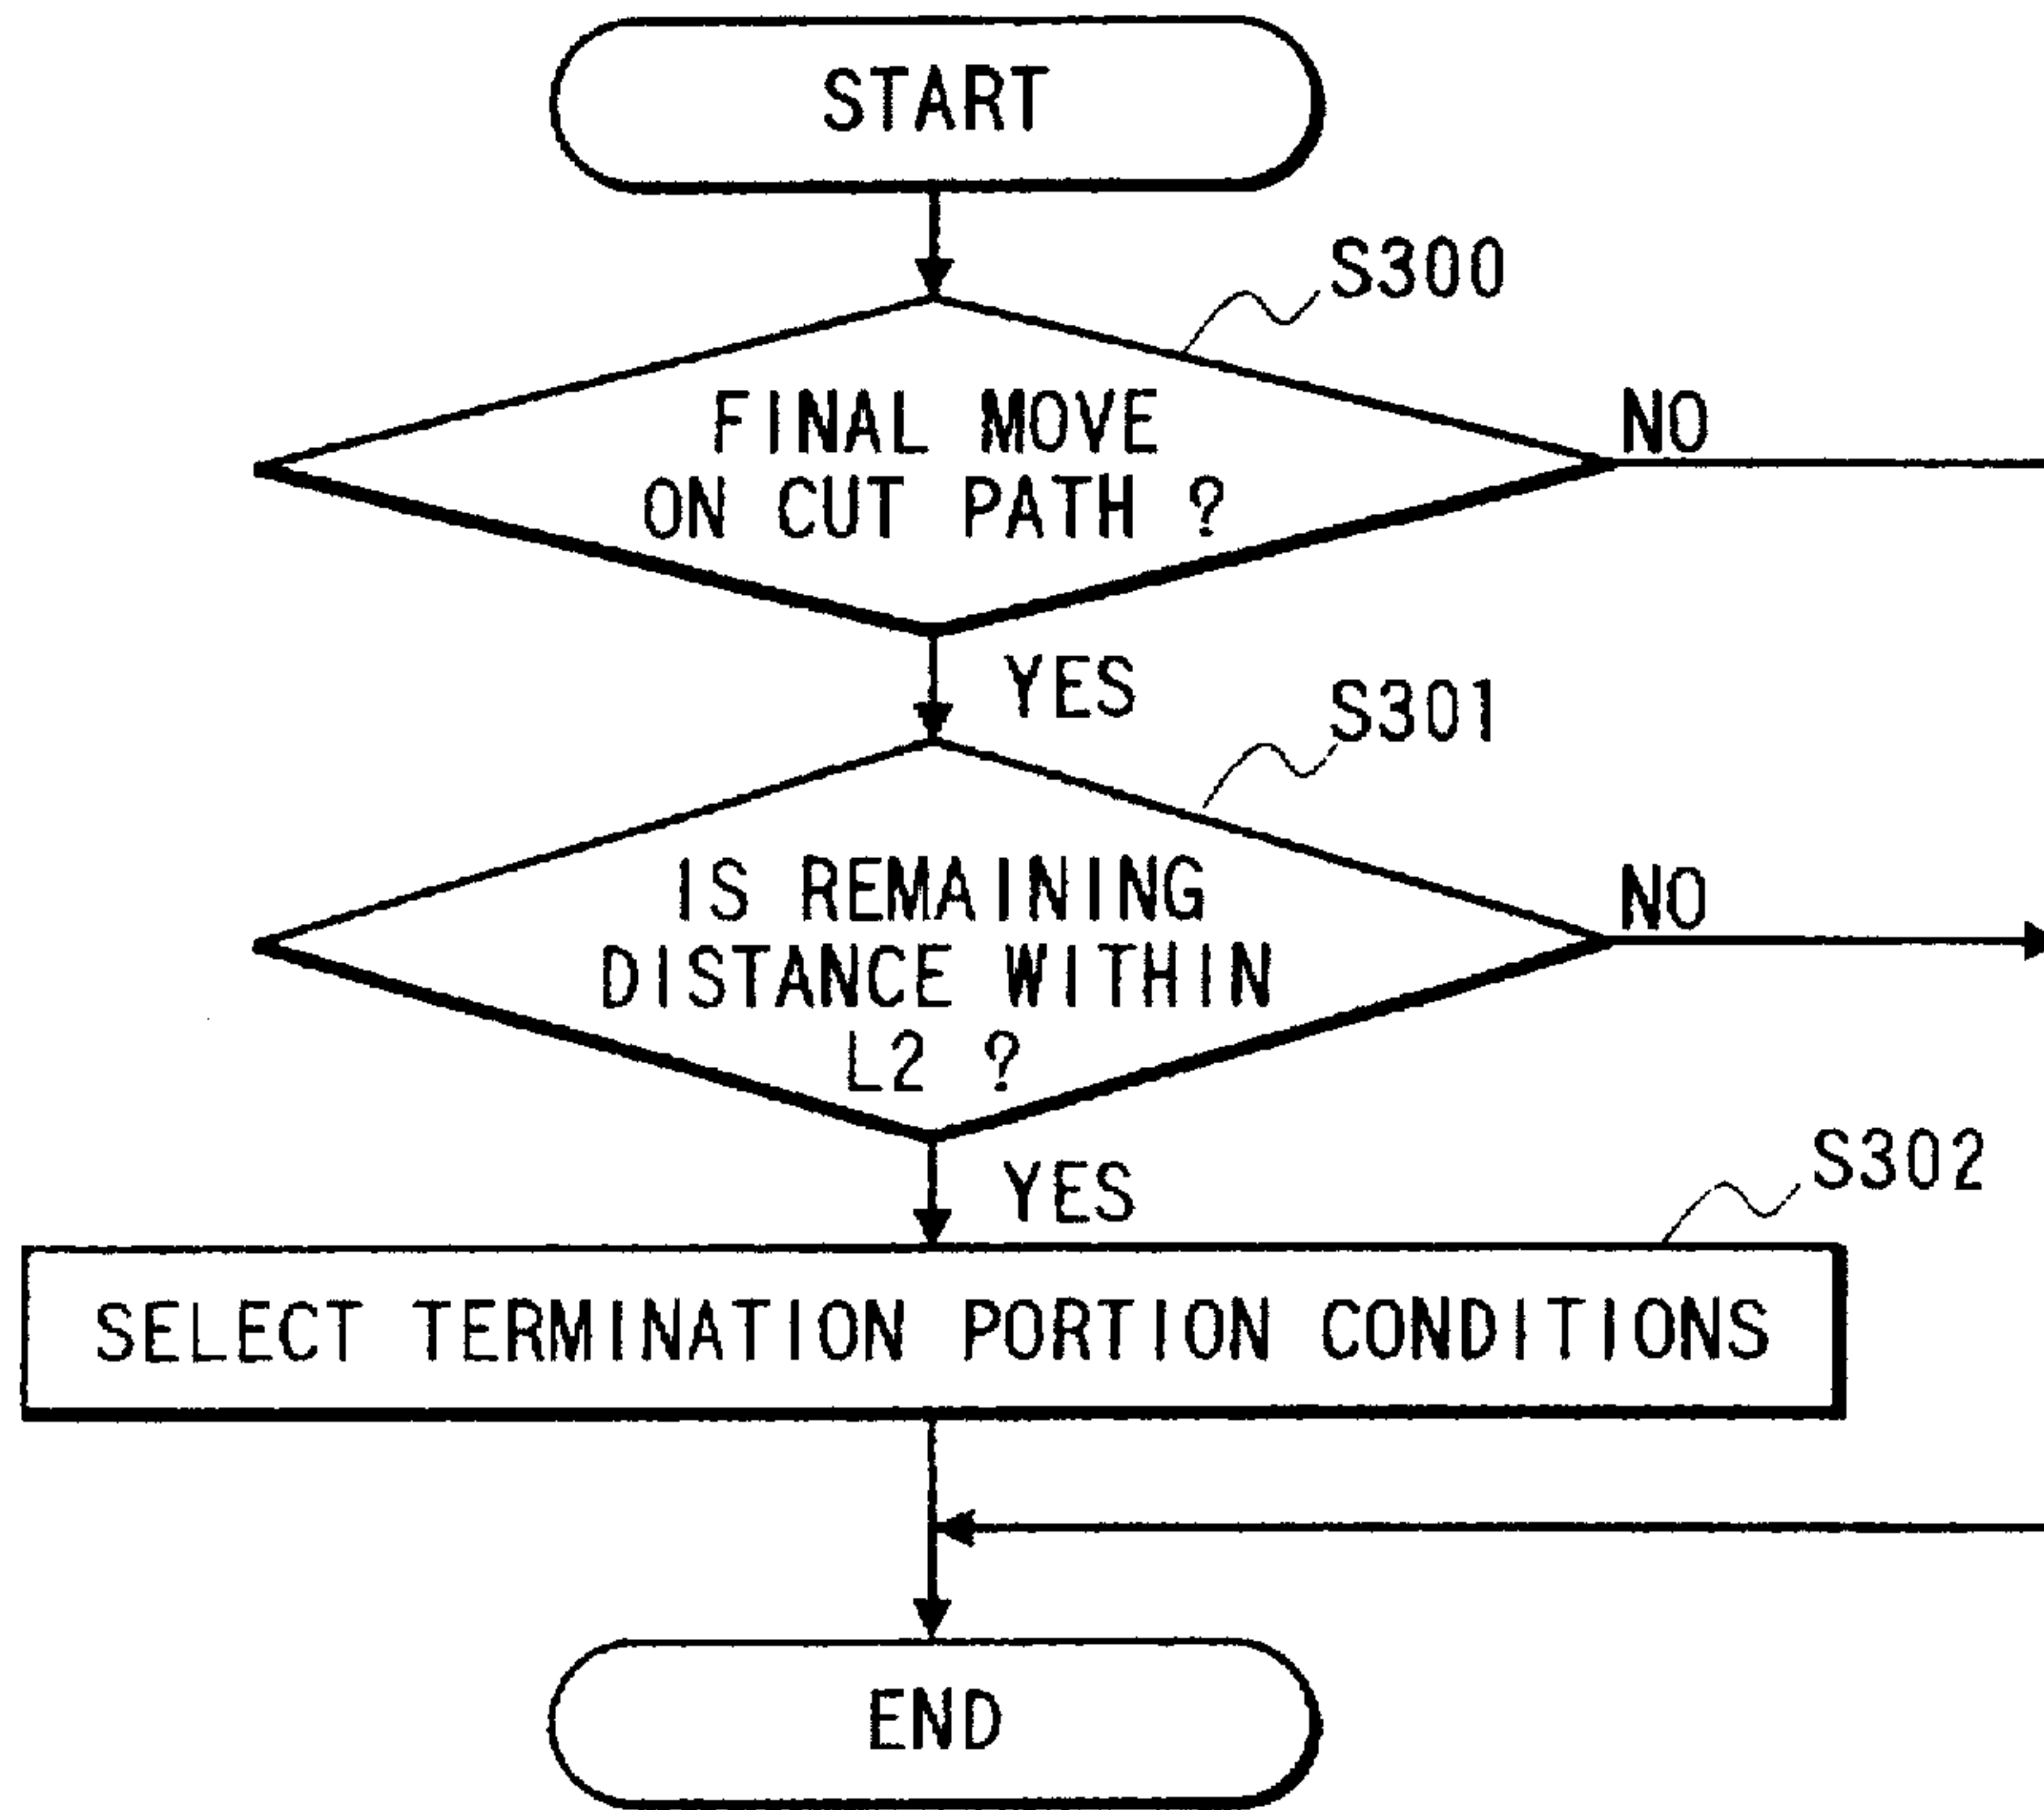 START
S300
FINAL MOVE
ON CUT PATH ?
NO
YES
S301
IS REMAINING
DISTANCE WITHIN
L2 ?
NO
YES
S302
SELECT TERMINATION PORTION CONDITIONS
END